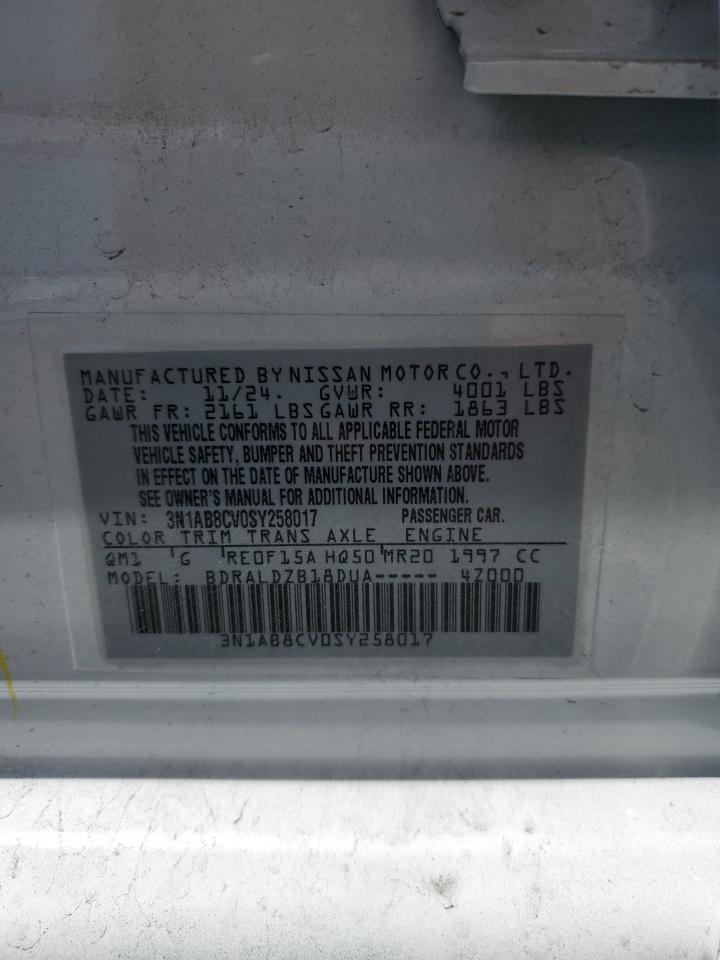 MANUFACTURED BY NISSAN MOTOR CO., LTD.
DATE: 11/24. GVWR: 4001 LBS
GAWR FR: 2161 LBS GAWR RR: 1863 LBS
THIS VEHICLE CONFORMS TO ALL APPLICABLE FEDERAL MOTOR
VEHICLE SAFETY, BUMPER AND THEFT PREVENTION STANDARDS
IN EFFECT ON THE DATE OF MANUFACTURE SHOWN ABOVE.
SEE OWNER'S MANUAL FOR ADDITIONAL INFORMATION.
VIN: 3N1AB8CV0SY258017 PASSENGER CAR.
COLOR TRIM TRANS AXLE ENGINE
QM1 G RE0F15A HQ50 MR20 1997 CC
MODEL: BDRALDZB18DUA----- 4Z000
3N1AB8CV0SY258017